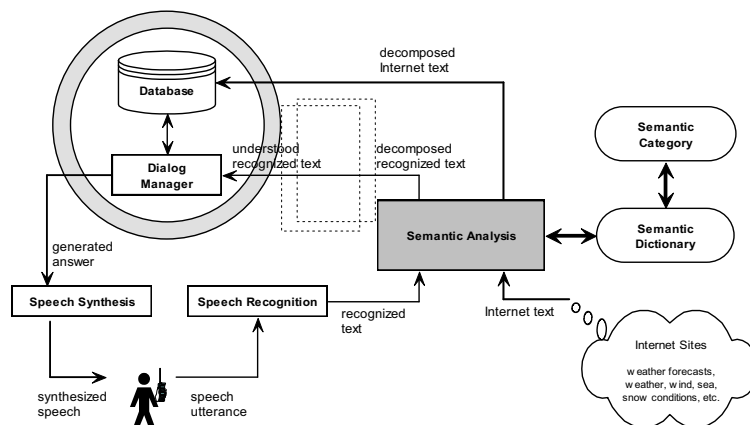 decomposed
Internet text
Database
understood
recognized text
decomposed
recognized text
Semantic
Category
Dialog
Manager
Semantic Analysis
Semantic
Dictionary
generated
answer
Speech Synthesis
Speech Recognition
recognized
text
Internet text
Internet Sites
weather forecasts,
weather, wind, sea,
snow conditions, etc.
synthesized
speech
speech
utterance